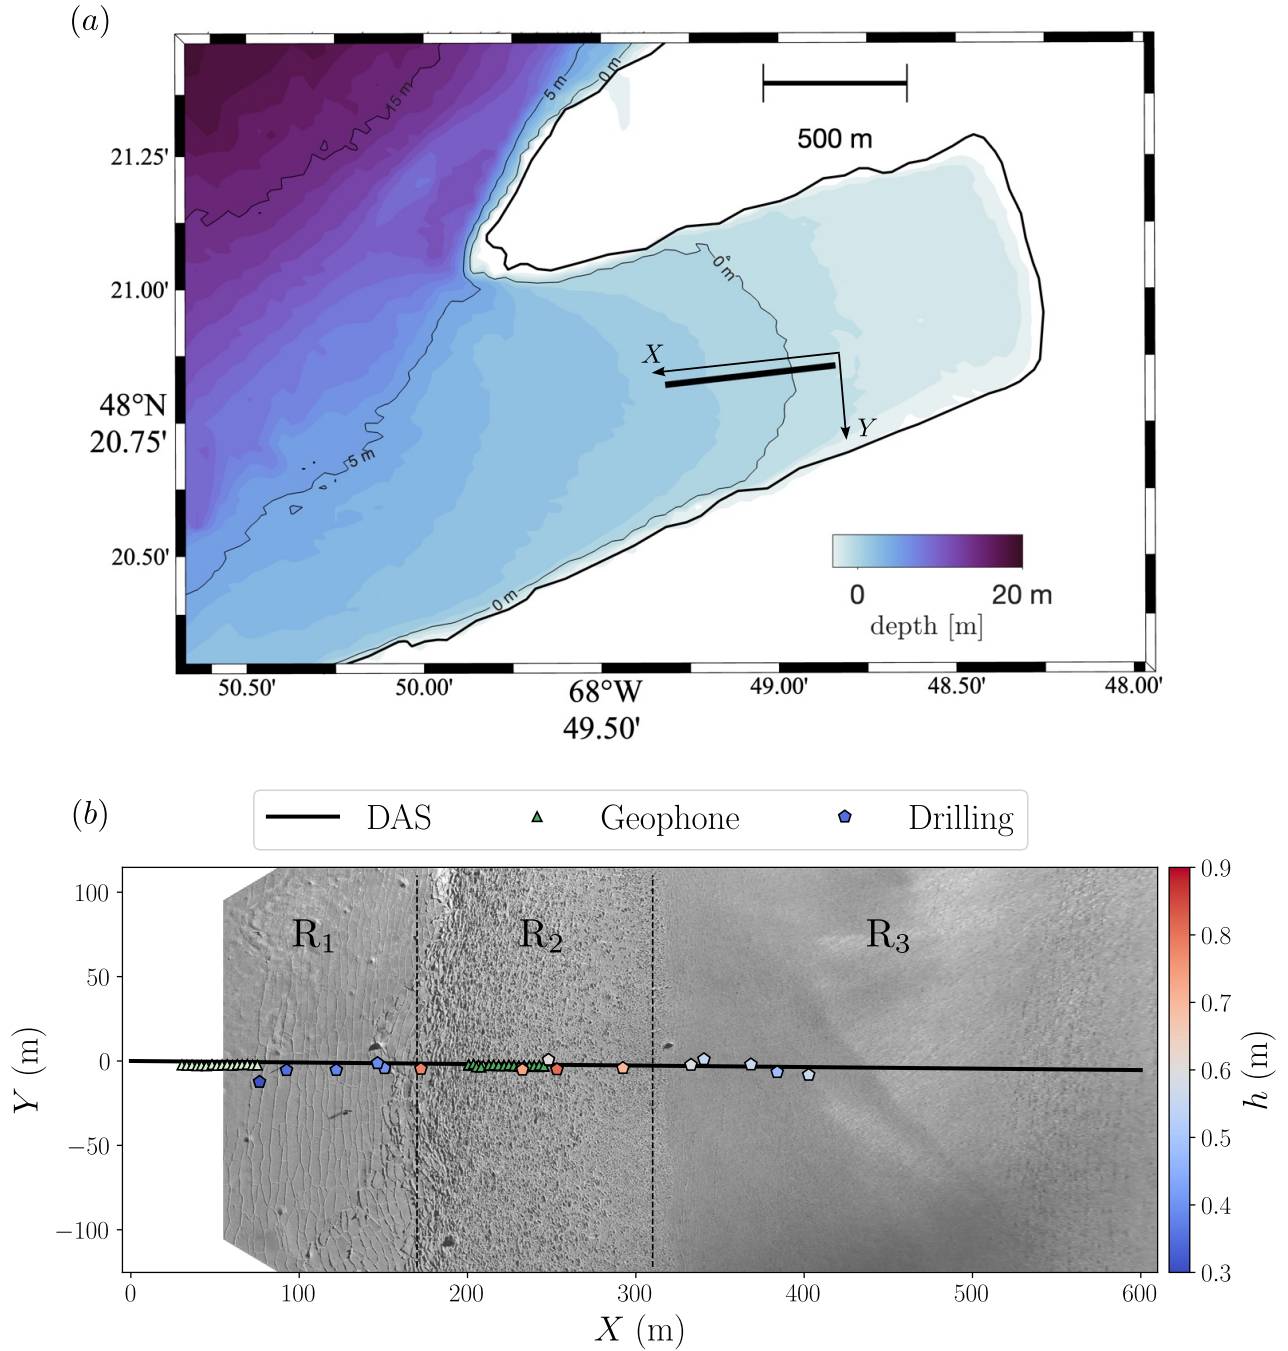 (a)
15 m
5 m
0 m
500 m
21.25'
21.00'
48°N
20.75'
20.50'
0 m
X
Y
5 m
0 m
0
20 m
depth [m]
50.50'
50.00'
68°W
49.50'
49.00'
48.50'
48.00'
(b)
DAS
Geophone
Drilling
R1
R2
R3
100
50
0
−50
−100
Y (m)
0
100
200
300
400
500
600
X (m)
0.9
0.8
0.7
0.6
0.5
0.4
0.3
h (m)